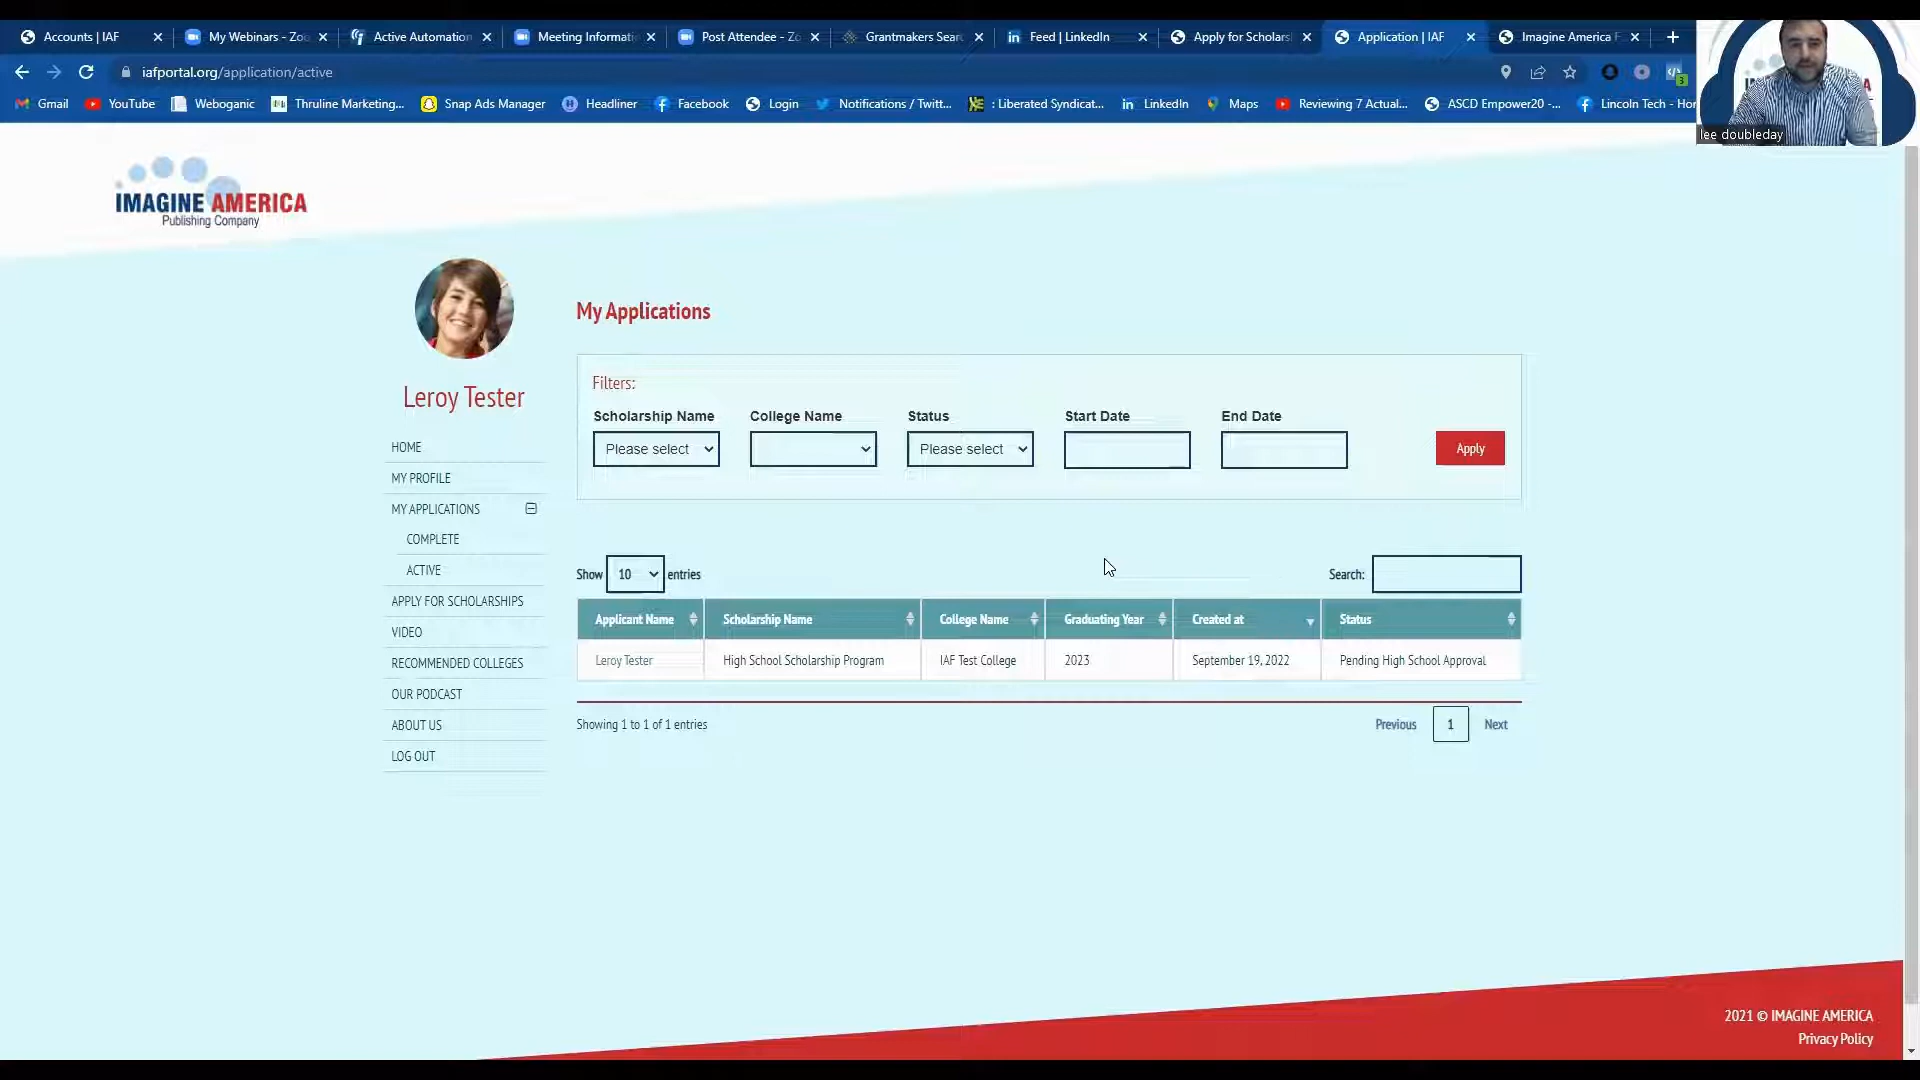 Accounts | IAF
My Webinars - Zoo
Active Automation
Meeting Informati
Post Attendee - Zo
Grantmakers Sear
Feed | LinkedIn
Apply for Scholars
Application | IAF
Imagine America F
iafportal.org/application/active
3
Gmail
YouTube
Weboganic
Thruline Marketing...
Snap Ads Manager
Headliner
Facebook
Login
Notifications / Twitt...
: Liberated Syndicat...
LinkedIn
Maps
Reviewing 7 Actual...
ASCD Empower20 -...
Lincoln Tech - Hor
lee doubleday
IMAGINE AMERICA
Publishing Company
Leroy Tester
HOME
MY PROFILE
MY APPLICATIONS
COMPLETE
ACTIVE
APPLY FOR SCHOLARSHIPS
VIDEO
RECOMMENDED COLLEGES
OUR PODCAST
ABOUT US
LOG OUT
My Applications
Filters:
Scholarship Name College Name Status Start Date End Date
Please select Please select Apply
Show 10 entries Search:
Applicant Name Scholarship Name College Name Graduating Year Created at Status
Leroy Tester High School Scholarship Program IAF Test College 2023 September 19, 2022 Pending High School Approval
Showing 1 to 1 of 1 entries Previous 1 Next
2021 © IMAGINE AMERICA
Privacy Policy